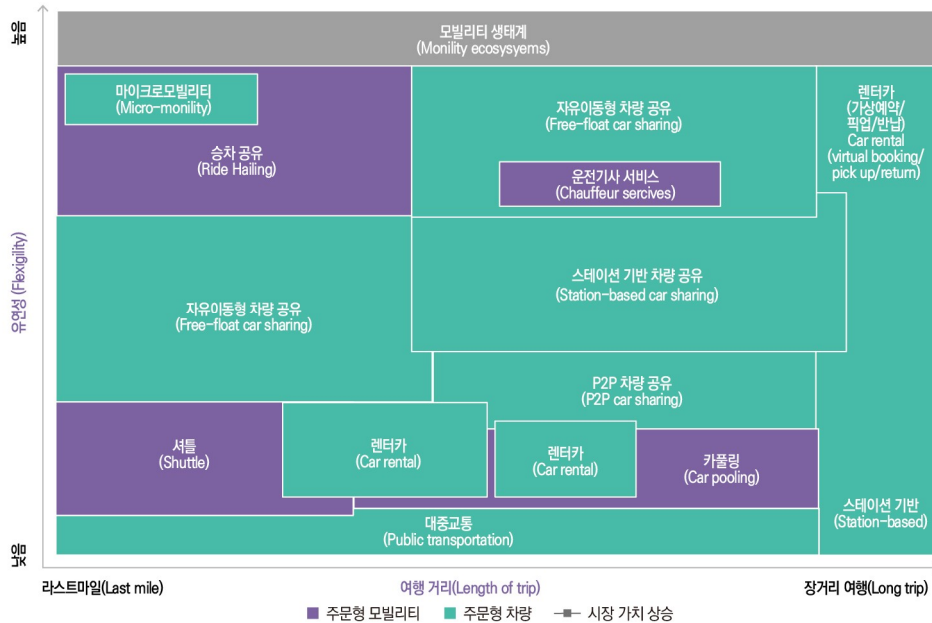 높음
모빌리티 생태계
(Monility ecosysyems)
마이크로모빌리티
(Micro-monility)
승차 공유
(Ride Hailing)
자유이동형 차량 공유
(Free-float car sharing)
운전기사 서비스
(Chauffeur sercives)
렌터카
(가상예약/
픽업/반납)
Car rental
(virtual booking/
pick up/return)
유연성 (Flexigility)
자유이동형 차량 공유
(Free-float car sharing)
스테이션 기반 차량 공유
(Station-based car sharing)
P2P 차량 공유
(P2P car sharing)
셔틀
(Shuttle)
렌터카
(Car rental)
렌터카
(Car rental)
카풀링
(Car pooling)
스테이션 기반
(Station-based)
대중교통
(Public transportation)
낮음
라스트마일(Last mile)
여행 거리(Length of trip)
장거리 여행(Long trip)
주문형 모빌리티
주문형 차량
시장 가치 상승